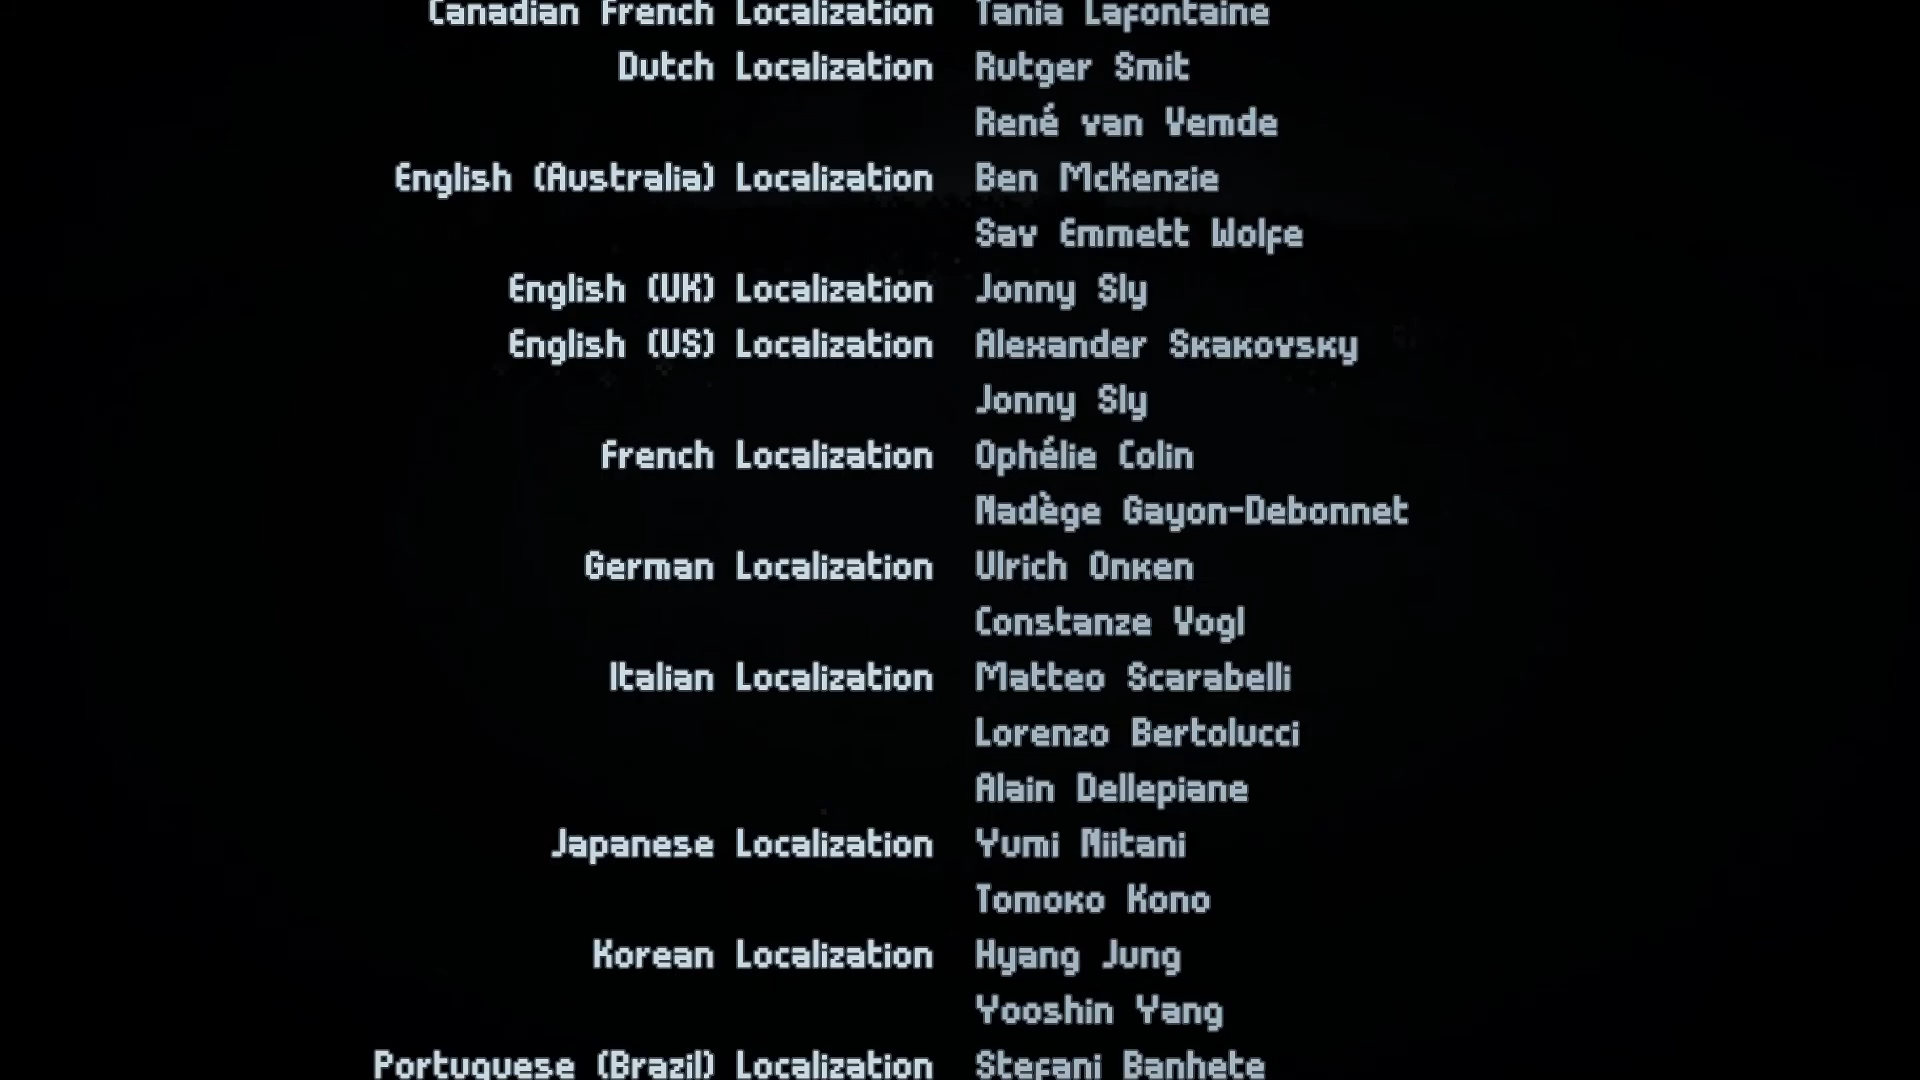 Canadian French Localization Tania Lafontaine
Dutch Localization Rutger Smit
René van Vemde
English (Australia) Localization Ben McKenzie
Sav Emmett Wolfe
English (UK) Localization Jonny Sly
English (US) Localization Alexander Skakovsky
Jonny Sly
French Localization Ophélie Colin
Nadège Gayon-Debonnet
German Localization Ulrich Onken
Constanze Vogl
Italian Localization Matteo Scarabelli
Lorenzo Bertolucci
Alain Dellepiane
Japanese Localization Yumi Niitani
Tomoko Kono
Korean Localization Hyang Jung
Yooshin Yang
Portuguese (Brazil) Localization Stefani Banhete